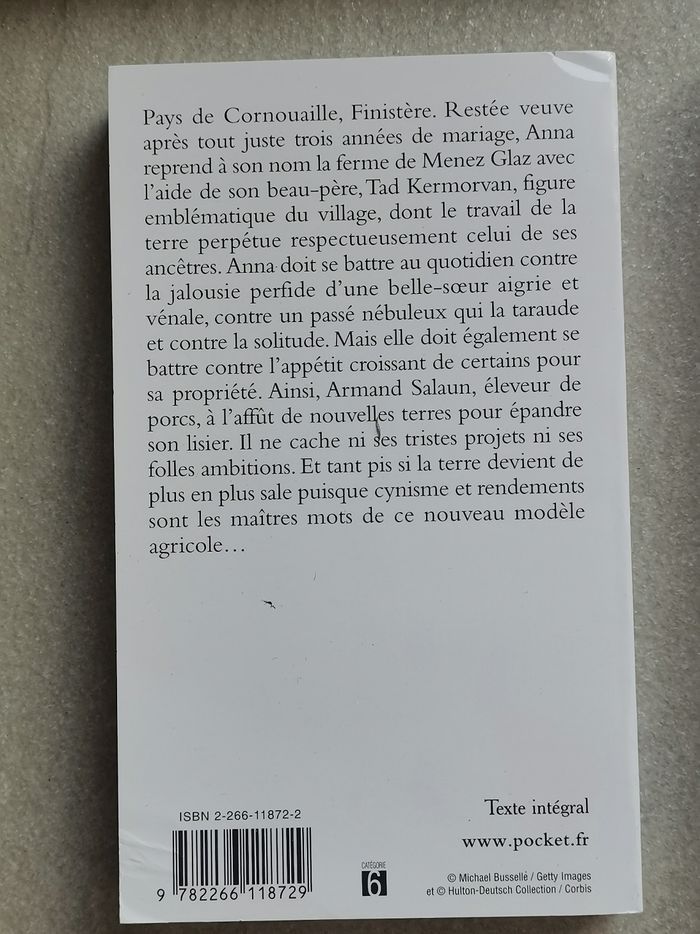 Pays de Cornouaille, Finistère. Restée veuve
après tout juste trois années de mariage, Anna
reprend à son nom la ferme de Menez Glaz avec
l'aide de son beau-père, Tad Kermorvan, figure
emblématique du village, dont le travail de la
terre perpétue respectueusement celui de ses
ancêtres. Anna doit se battre au quotidien contre
la jalousie perfide d'une belle-sœur aigrie et
vénale, contre un passé nébuleux qui la taraude
et contre la solitude. Mais elle doit également se
battre contre l'appétit croissant de certains pour
sa propriété. Ainsi, Armand Salaun, éleveur de
porcs, à l'affût de nouvelles terres pour épandre
son lisier. Il ne cache ni ses tristes projets ni ses
folles ambitions. Et tant pis si la terre devient de
plus en plus sale puisque cynisme et rendements
sont les maîtres mots de ce nouveau modèle
agricole...
Texte intégral
www.pocket.fr
ISBN 2-266-11872-2
9 782266 118729
CATÉGORIE
6
© Michael Bussellé / Getty Images
et © Hulton-Deutsch Collection / Corbis